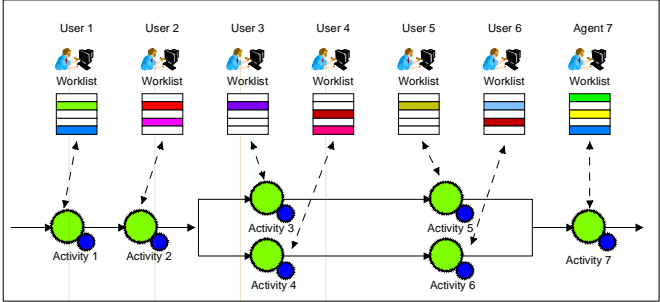 User 1 User 2 User 3 User 4 User 5 User 6 Agent 7
Worklist Worklist Worklist Worklist Worklist Worklist Worklist
Activity 3 Activity 5
Activity 1 Activity 2 Activity 4 Activity 6 Activity 7